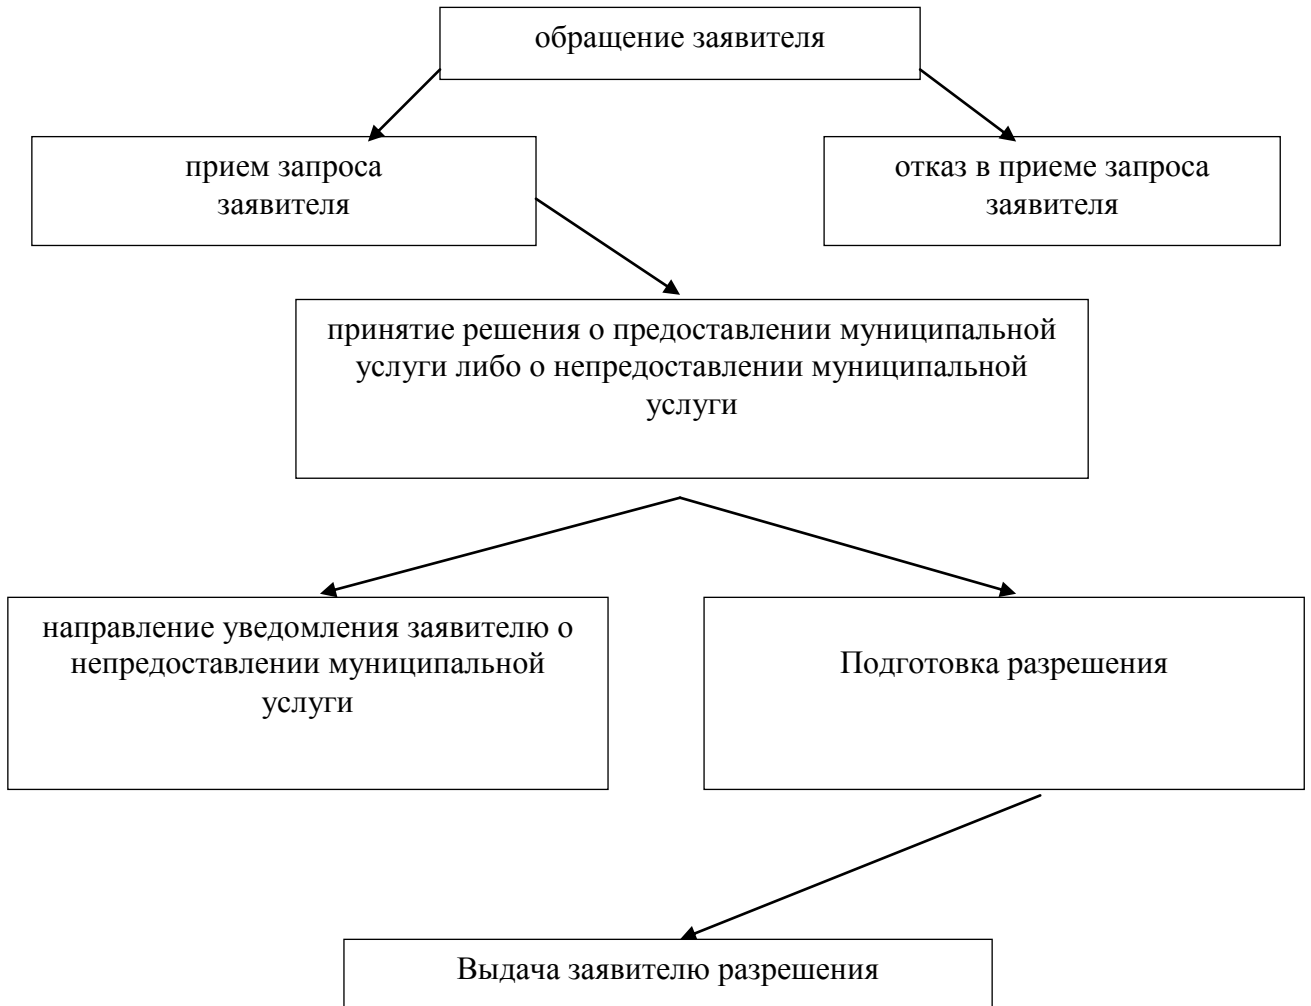 обращение заявителя
прием запроса
заявителя
отказ в приеме запроса
заявителя
принятие решения о предоставлении муниципальной
услуги либо о непредоставлении муниципальной
услуги
направление уведомления заявителю о
непредоставлении муниципальной
услуги
Подготовка разрешения
Выдача заявителю разрешения